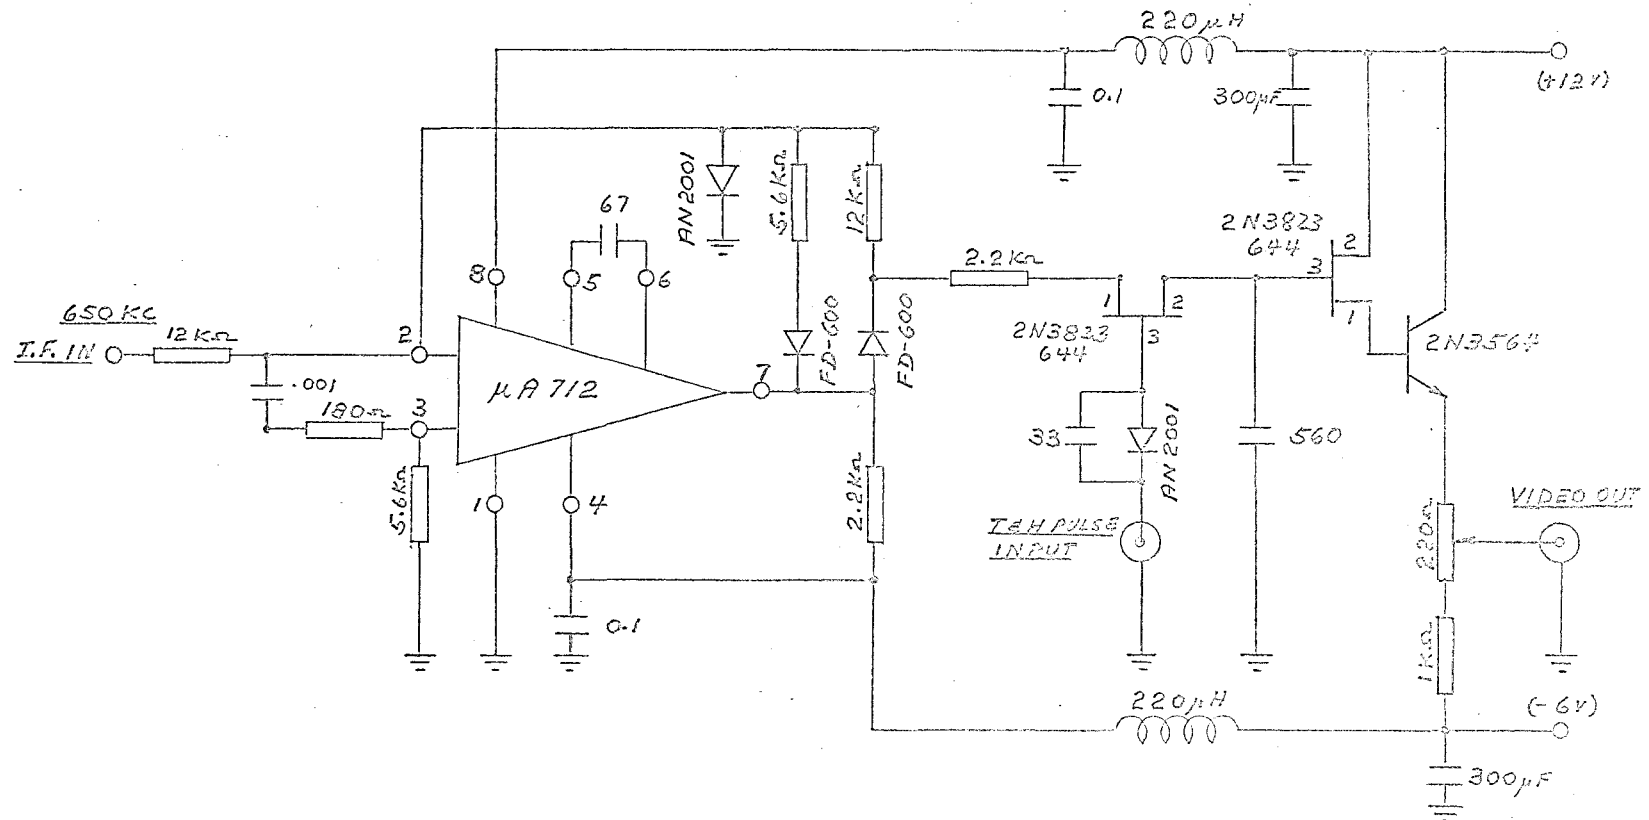 220μH
(+12V)
0.1
300μF
AN2001
5.6KΩ
12KΩ
67
2N3823
644
2
3
1
8
5
6
2.2KΩ
650 KC
I.F. IN
12KΩ
2
.001
180Ω
3
μA712
7
FD-600
FD-600
1
2
3
2N3823
644
2N3564
5.6KΩ
1
4
2.2KΩ
33
AN2001
560
T&H PULSE
INPUT
220Ω
VIDEO OUT
0.1
1KΩ
220μH
(-6V)
300μF